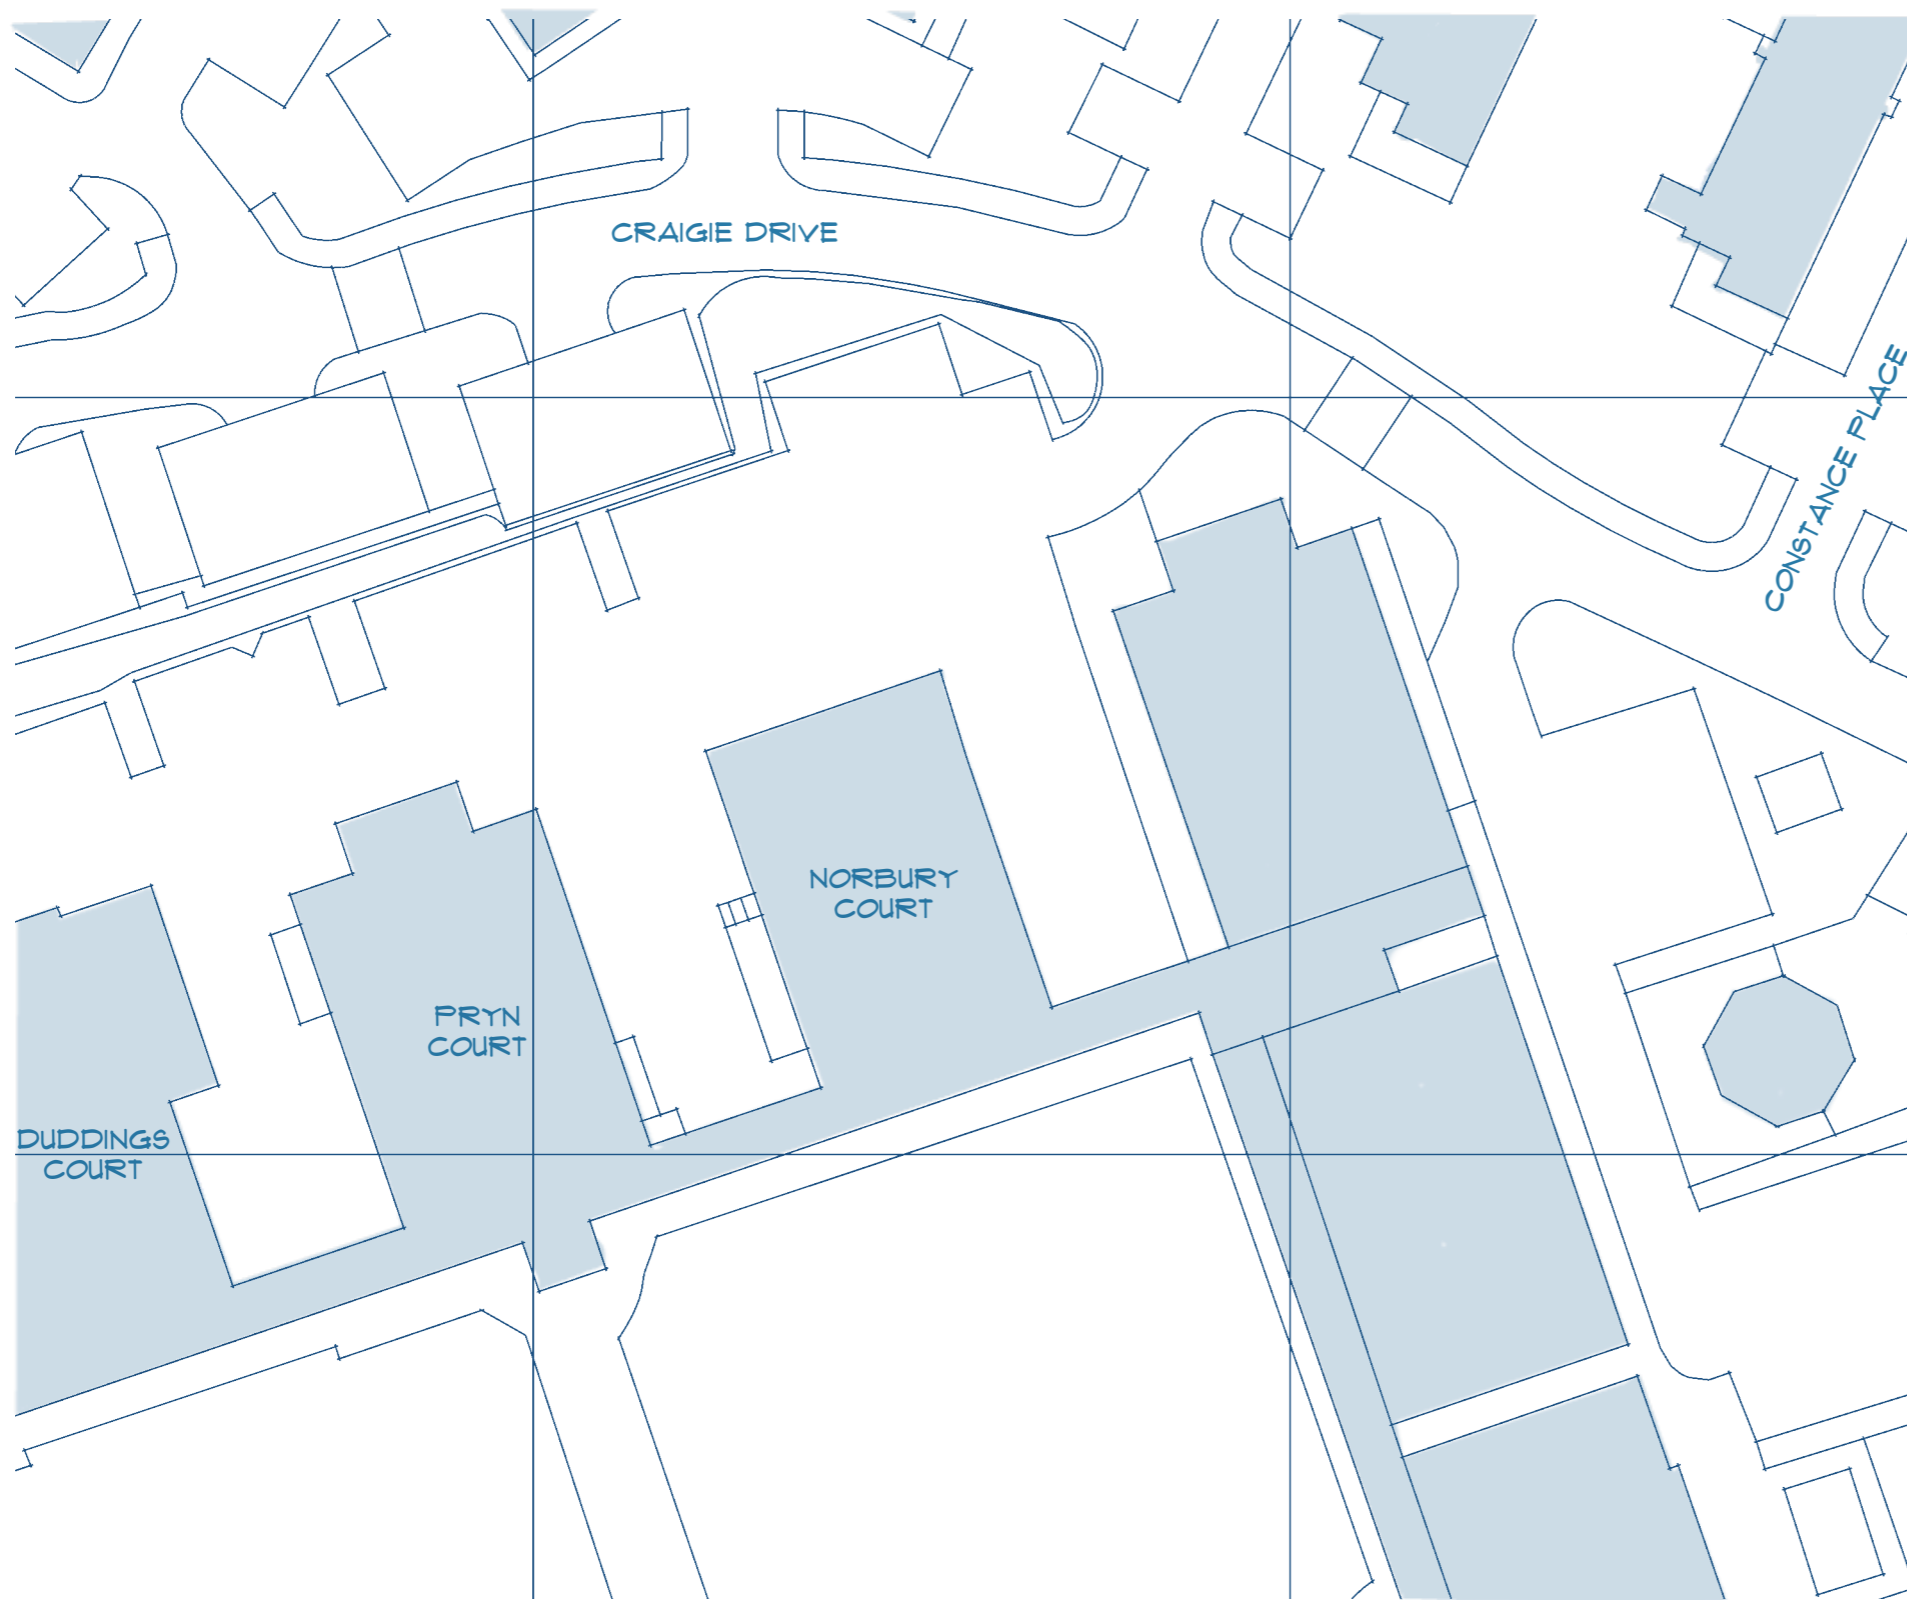 CRAIGIE DRIVE
CONSTANCE PLACE
NORBURY
COURT
PRYN
COURT
DUDDINGS
COURT